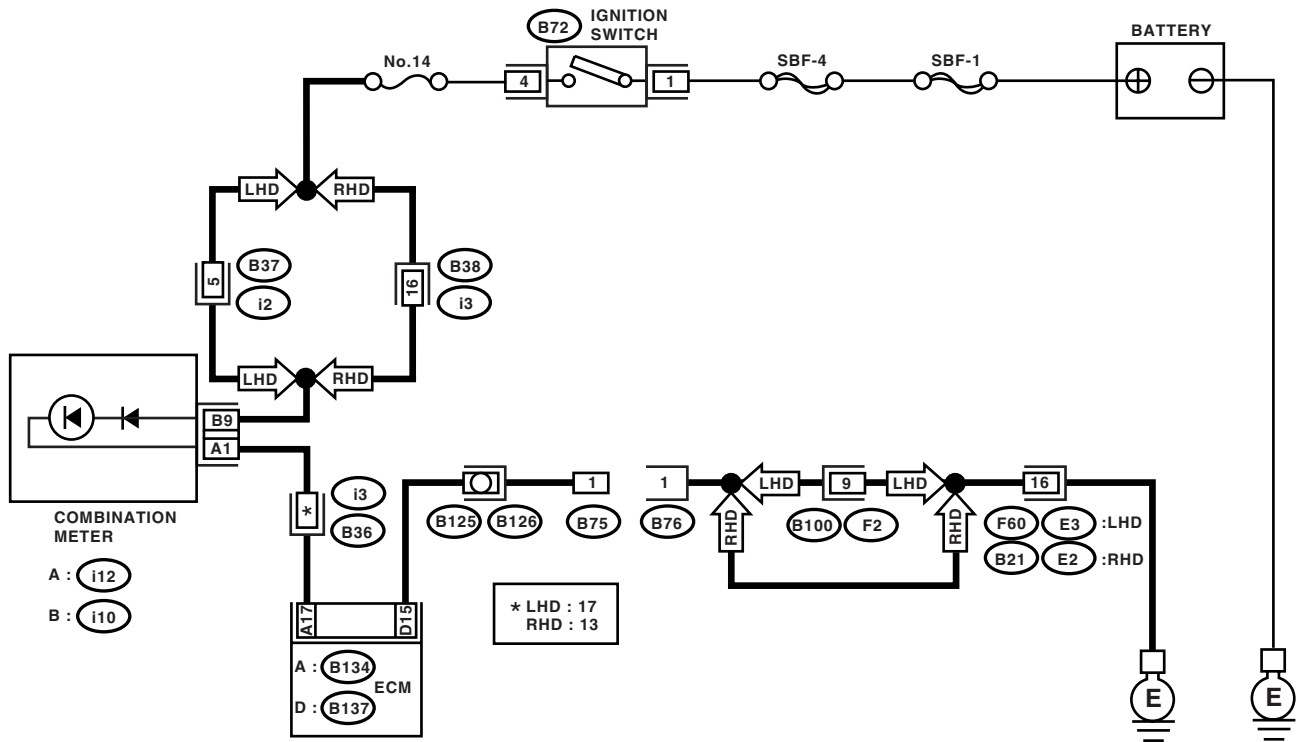 B72
IGNITION
SWITCH
BATTERY
No.14
4
1
SBF-4
SBF-1
LHD
RHD
5
B37
i2
16
B38
i3
LHD
RHD
B9
A1
COMBINATION
METER
A : i12
B : i10
*
i3
B36
B125
B126
1
B75
1
B76
LHD
9
LHD
16
RHD
B100
F2
RHD
F60 E3 :LHD
B21 E2 :RHD
* LHD : 17
RHD : 13
A17
D15
A : B134
ECM
D : B137
E
E